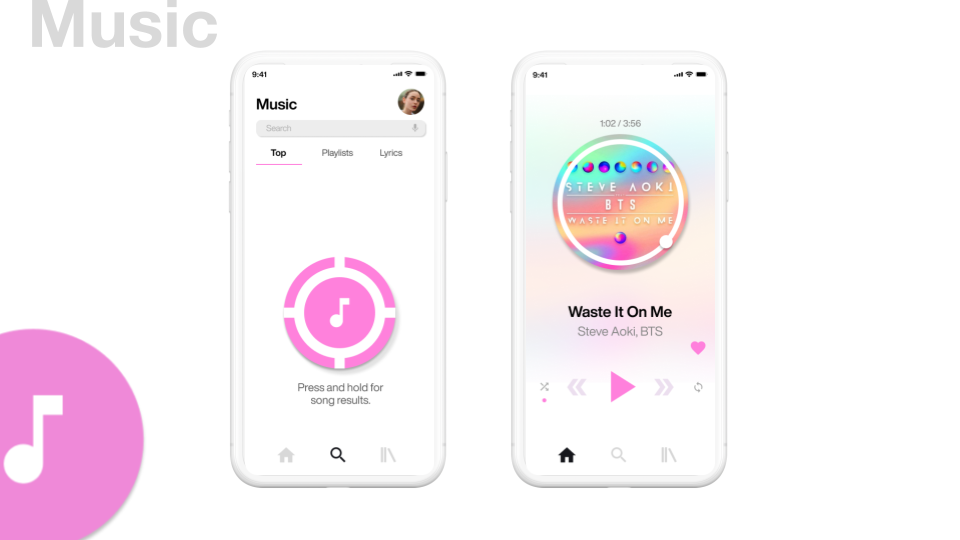 Music
9:41
Music
Search
Top Playlists Lyrics
Press and hold for
song results.
9:41
1:02 / 3:56
STEVE AOKI
BTS
WASTE IT ON ME
Waste It On Me
Steve Aoki, BTS